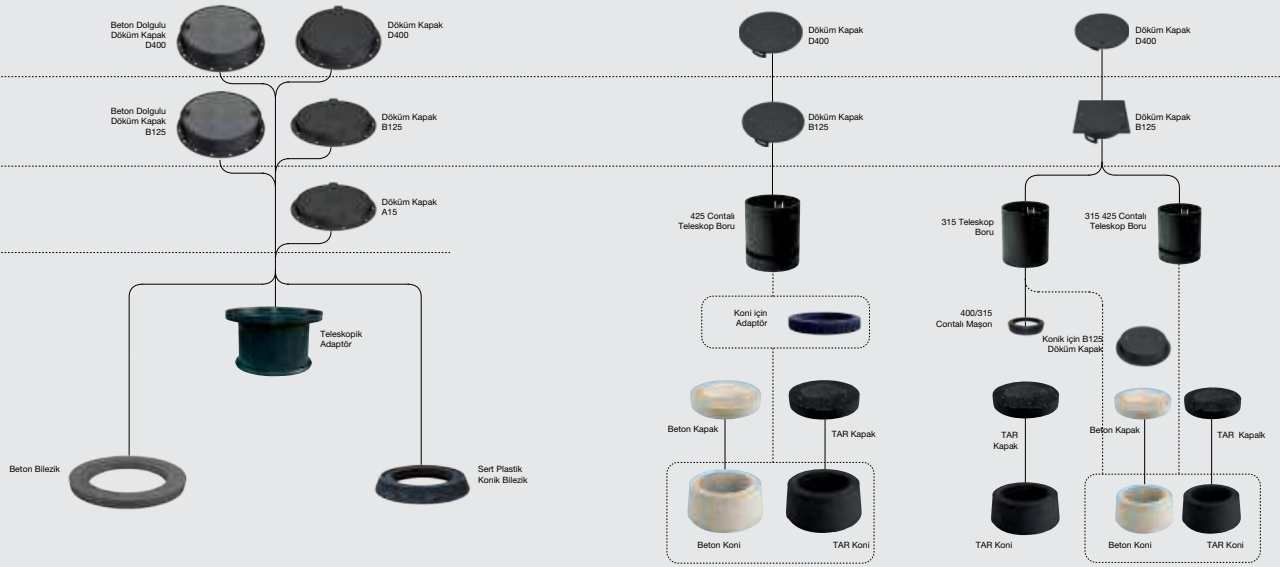 Beton Dolgulu
Döküm Kapak
D400
Döküm Kapak
D400
Döküm Kapak
D400
Döküm Kapak
D400
Beton Dolgulu
Döküm Kapak
B125
Döküm Kapak
B125
Döküm Kapak
B125
Döküm Kapak
B125
Döküm Kapak
A15
425 Contalı
Teleskop Boru
315 Teleskop
Boru
315 425 Contalı
Teleskop Boru
Teleskopik
Adaptör
Koni için
Adaptör
400/315
Contalı Maşon
Konik için B125
Döküm Kapak
Beton Kapak
TAR Kapak
TAR
Kapak
Beton Kapak
TAR Kapalk
Beton Bilezik
Sert Plastik
Konik Bilezik
Beton Koni
TAR Koni
TAR Koni
Beton Koni
TAR Koni